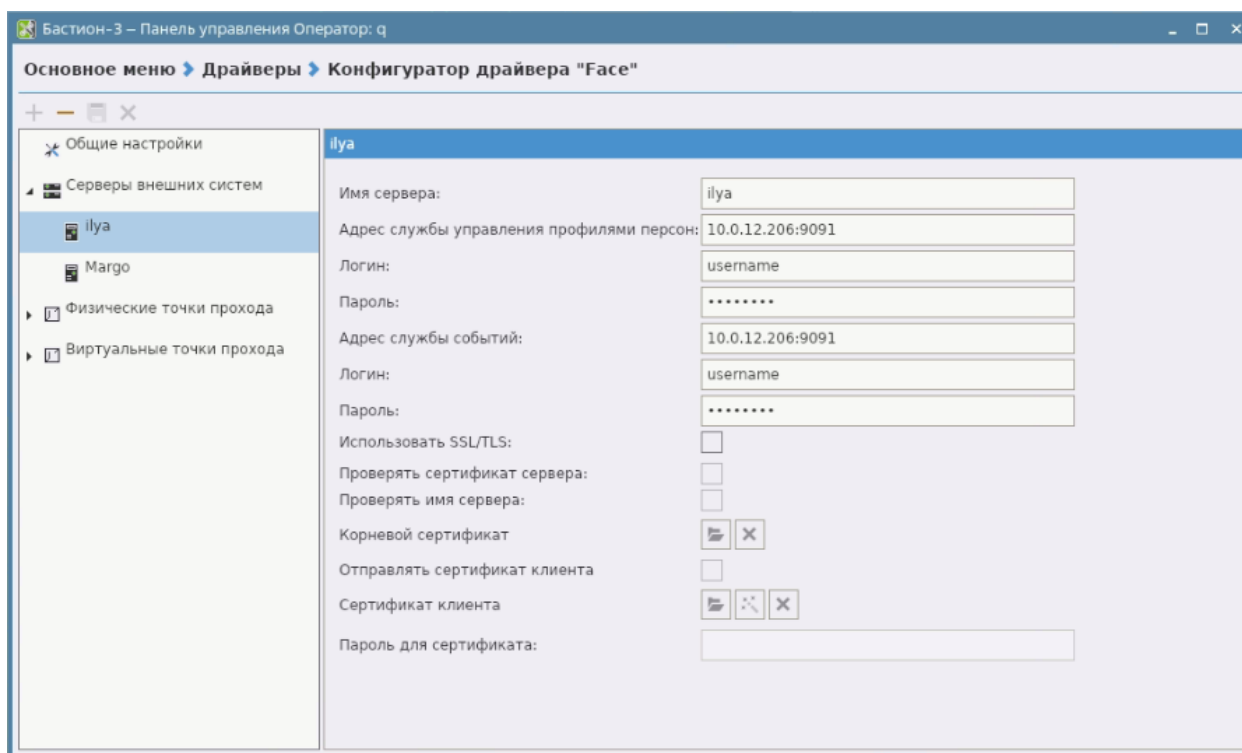 Бастион-3 – Панель управления Оператор: q
Основное меню Драйверы Конфигуратор драйвера "Face"
Общие настройки
Серверы внешних систем
ilya
Margo
Физические точки прохода
Виртуальные точки прохода
ilya
Имя сервера: ilya
Адрес службы управления профилями персон: 10.0.12.206:9091
Логин: username
Пароль: ••••••••
Адрес службы событий: 10.0.12.206:9091
Логин: username
Пароль: ••••••••
Использовать SSL/TLS:
Проверять сертификат сервера:
Проверять имя сервера:
Корневой сертификат
Отправлять сертификат клиента
Сертификат клиента
Пароль для сертификата: